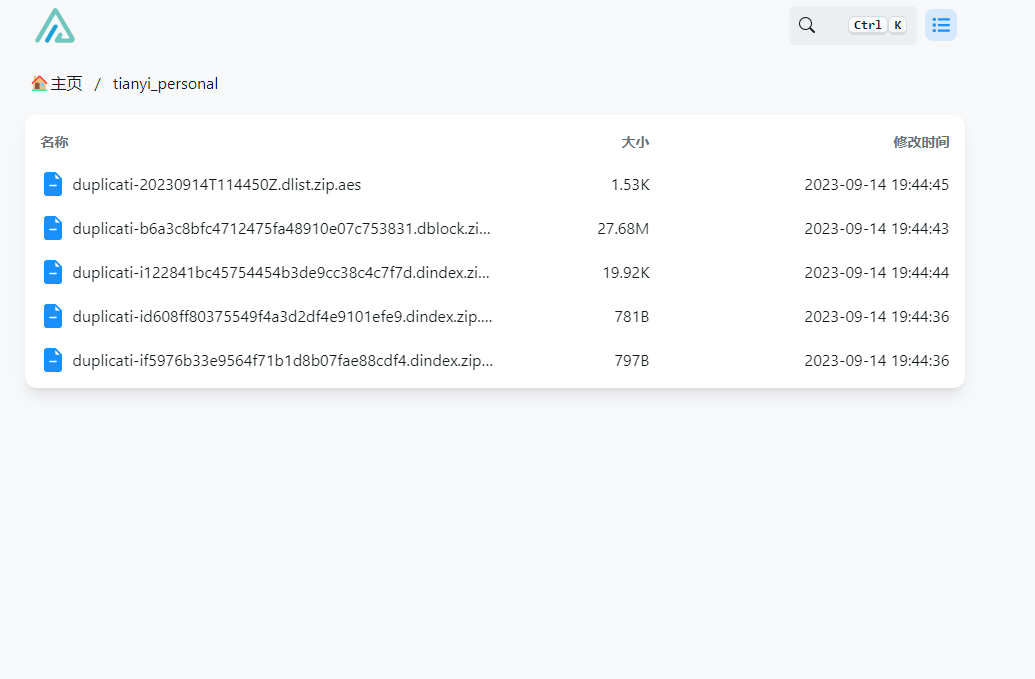 Ctrl K
🏠主页 / tianyi_personal
名称 大小 修改时间
duplicati-20230914T114450Z.dlist.zip.aes 1.53K 2023-09-14 19:44:45
duplicati-b6a3c8bfc4712475fa48910e07c753831.dblock.zi... 27.68M 2023-09-14 19:44:43
duplicati-i122841bc45754454b3de9cc38c4c7f7d.dindex.zi... 19.92K 2023-09-14 19:44:44
duplicati-id608ff80375549f4a3d2df4e9101efe9.dindex.zip.... 781B 2023-09-14 19:44:36
duplicati-if5976b33e9564f71b1d8b07fae88cdf4.dindex.zip... 797B 2023-09-14 19:44:36